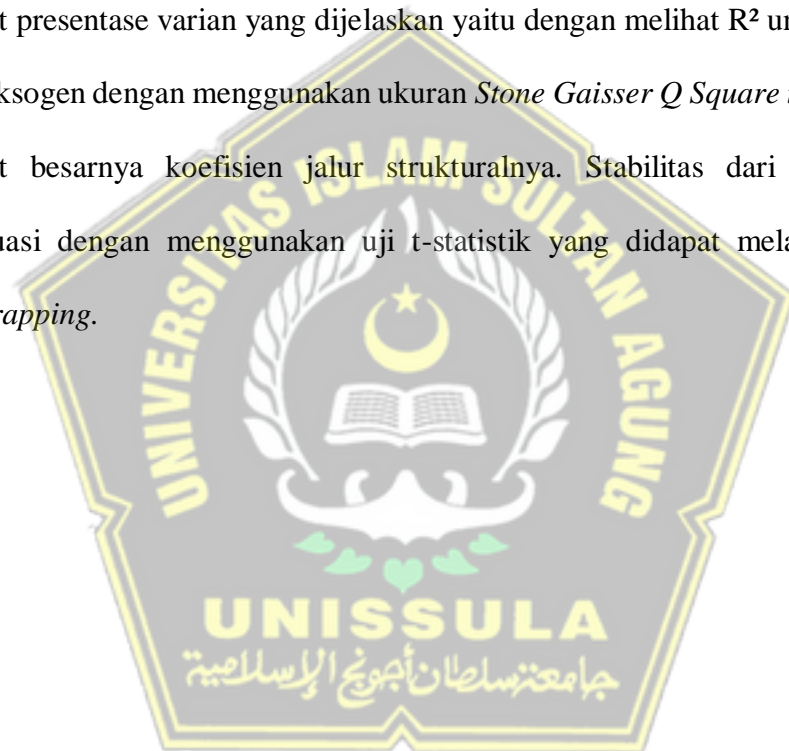 t presentase varian yang dijelaskan yaitu dengan melihat R² un
ksogen dengan menggunakan ukuran Stone Gaisser Q Square
t besarnya koefisien jalur strukturalnya. Stabilitas dari
uasi dengan menggunakan uji t-statistik yang didapat mela
rapping.
UNIVERSITAS ISLAM SULTAN AGUNG
UNISSULA
جامعة سلطان أجونج الإسلامية